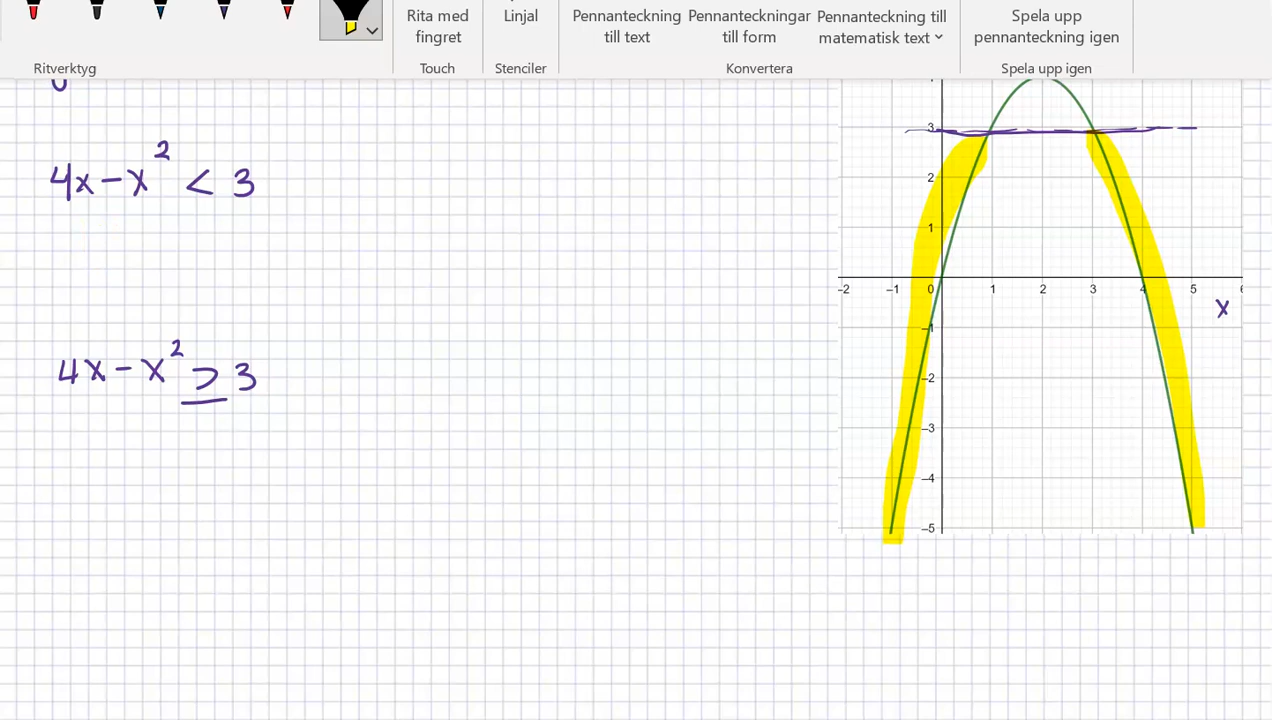 Rita med fingret
Linjal
Pennanteckning till text
Pennanteckningar till form
Pennanteckning till matematisk text
Spela upp pennanteckning igen
Ritverktyg
Touch
Stenciler
Konvertera
Spela upp igen
4x-x² < 3
4x-x² ≥ 3
3
2
1
-2 -1 0 1 2 3 4 5
x
-1
-2
-3
-4
-5